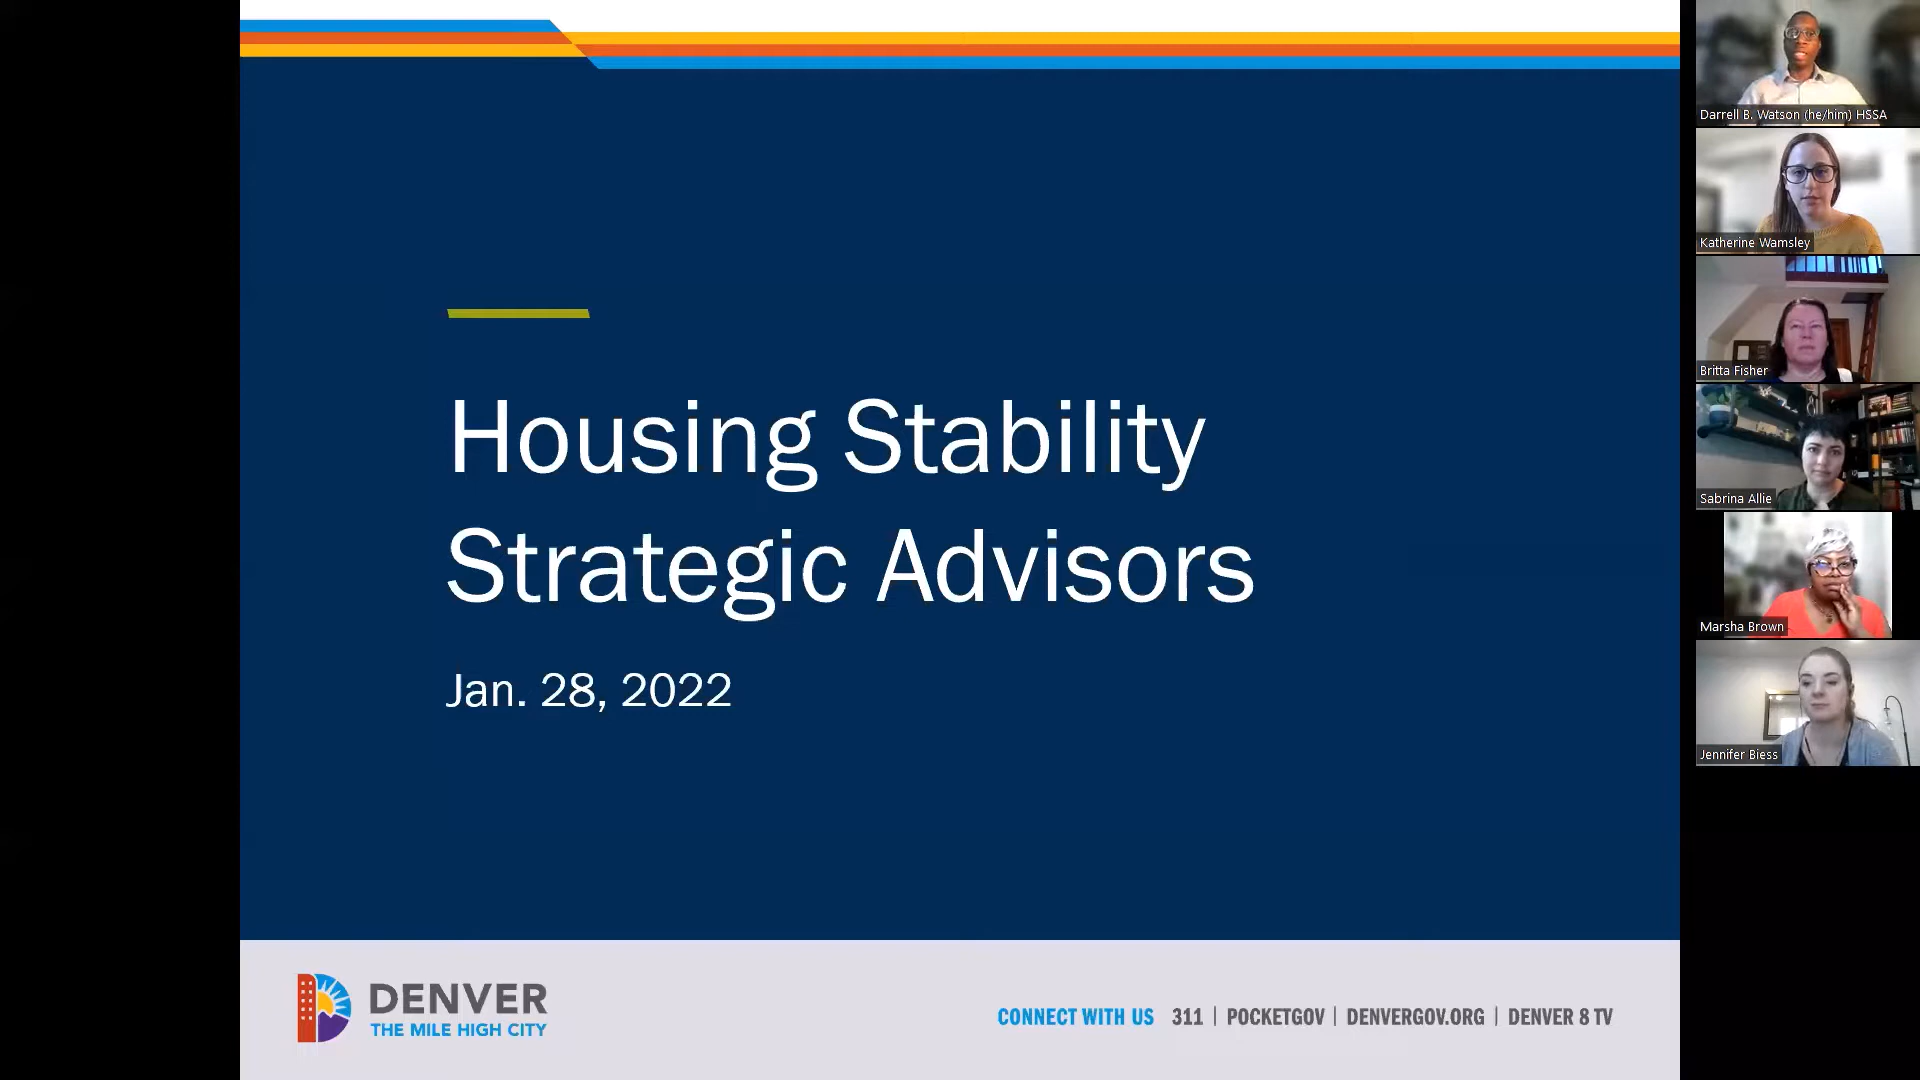 Housing Stability
Strategic Advisors
Jan. 28, 2022
DENVER
THE MILE HIGH CITY
CONNECT WITH US 311 | POCKETGOV | DENVERGOV.ORG | DENVER 8 TV
Darrell B. Watson (he/him) HSSA
Katherine Wamsley
Britta Fisher
Sabrina Allie
Marsha Brown
Jennifer Biess